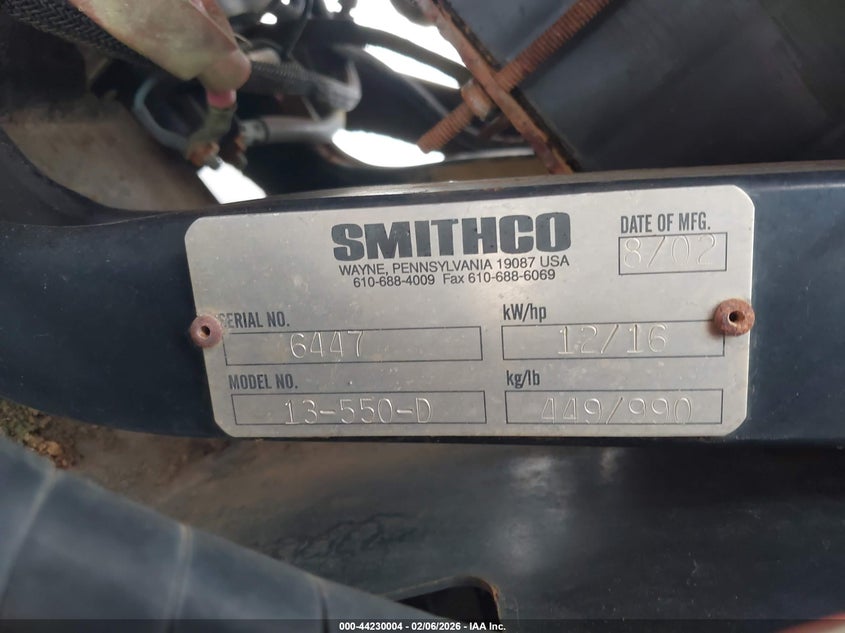 SMITHCO
WAYNE, PENNSYLVANIA 19087 USA
610-688-4009 Fax 610-688-6069
DATE OF MFG.
8/02
SERIAL NO.
6447
kW/hp
12/16
MODEL NO.
13-550-D
kg/lb
449/990
000-44230004 - 02/06/2026 - IAA Inc.